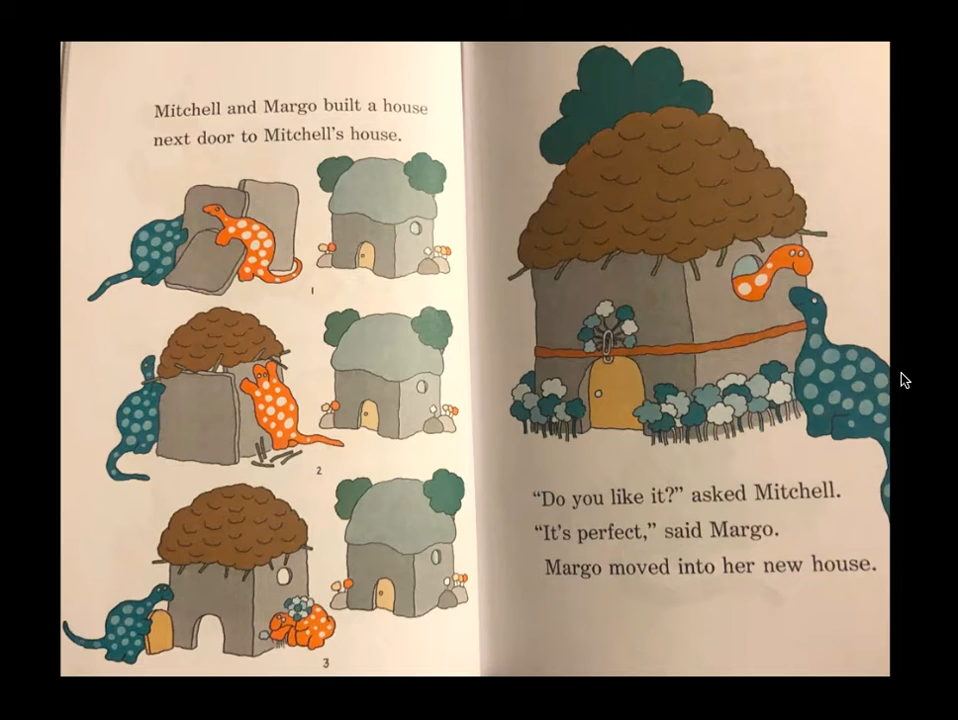 Mitchell and Margo built a house
next door to Mitchell's house.
1
2
3
“Do you like it?” asked Mitchell.
“It's perfect,” said Margo.
Margo moved into her new house.